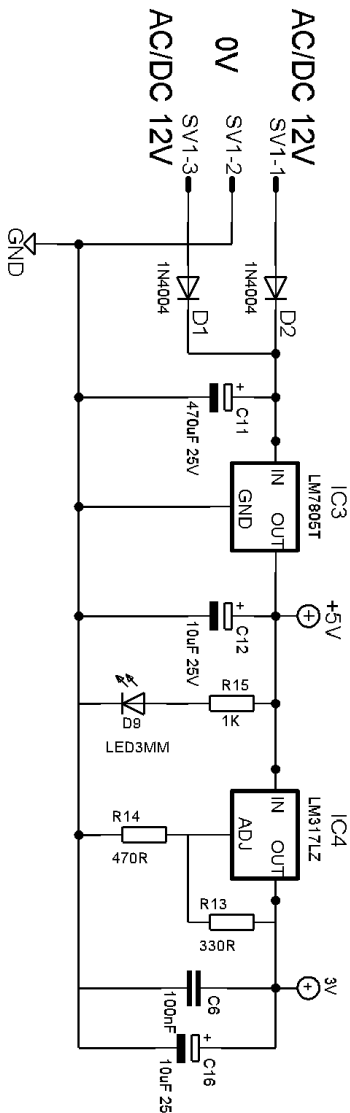 AC/DC 12V
0V
AC/DC 12V
SV1-1
SV1-2
SV1-3
GND
1N4004
D2
1N4004
D1
+
C11
470uF 25V
IC3
LM7805T
IN
OUT
GND
+5V
+
C12
10uF 25V
R15
1K
D9
LED3MM
IC4
LM317LZ
IN
OUT
ADJ
R14
470R
R13
330R
3V
C6
100nF
+
C16
10uF 25